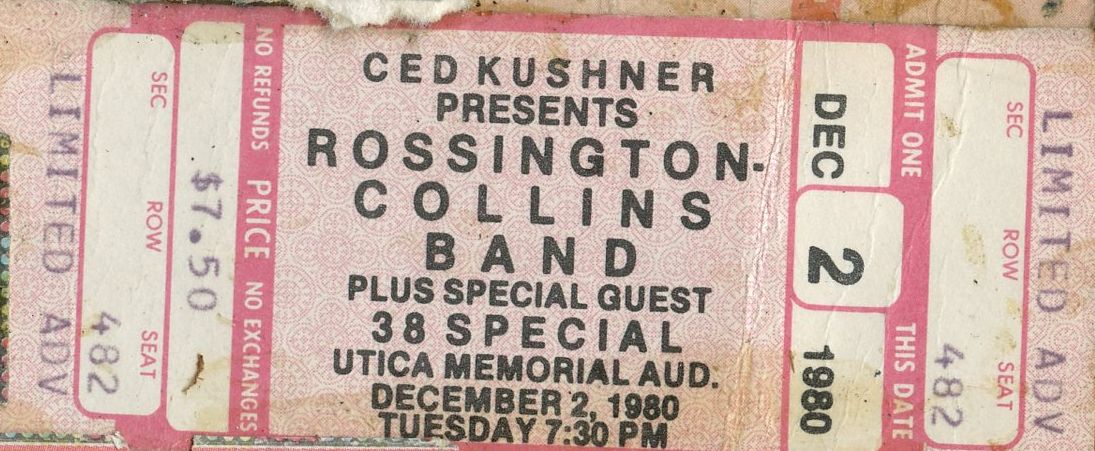 LIMITED ADV
SEC ROW SEAT
482
$7.50
NO REFUNDS PRICE NO EXCHANGES
CED KUSHNER
PRESENTS
ROSSINGTON-
COLLINS
BAND
PLUS SPECIAL GUEST
38 SPECIAL
UTICA MEMORIAL AUD.
DECEMBER 2, 1980
TUESDAY 7:30 PM
DEC 2 1980
ADMIT ONE THIS DATE
482
SEC ROW SEAT
LIMITED ADV